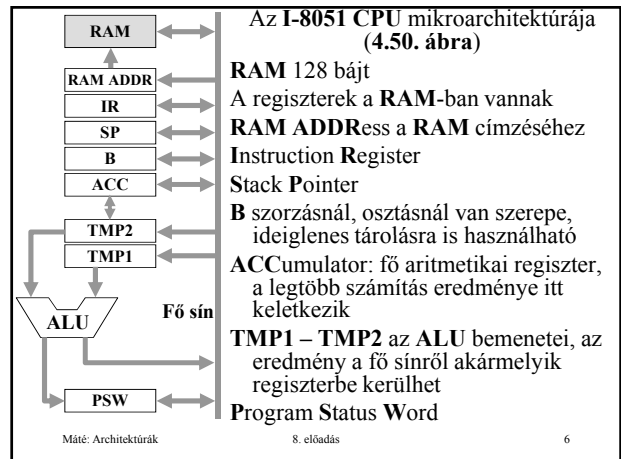 RAM
RAM ADDR
IR
SP
B
ACC
TMP2
TMP1
ALU
Fő sín
PSW
Az I-8051 CPU mikroarchitektúrája
(4.50. ábra)
RAM 128 bájt
A regiszterek a RAM-ban vannak
RAM ADDRess a RAM címzéséhez
Instruction Register
Stack Pointer
B szorzásnál, osztásnál van szerepe,
ideiglenes tárolásra is használható
ACCumulator: fő aritmetikai regiszter,
a legtöbb számítás eredménye itt
keletkezik
TMP1 – TMP2 az ALU bemenetei, az
eredmény a fő sínről akármelyik
regiszterbe kerülhet
Program Status Word
Máté: Architektúrák
8. előadás
6